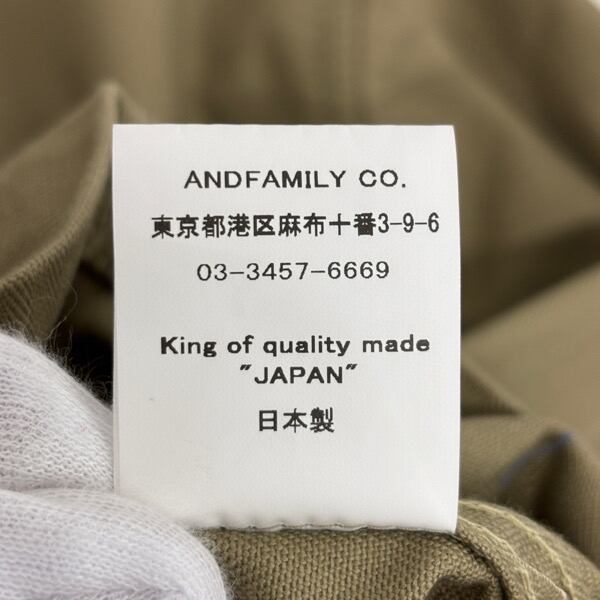 ANDFAMILY CO.
東京都港区麻布十番3-9-6
03-3457-6669
King of quality made
"JAPAN"
日本製